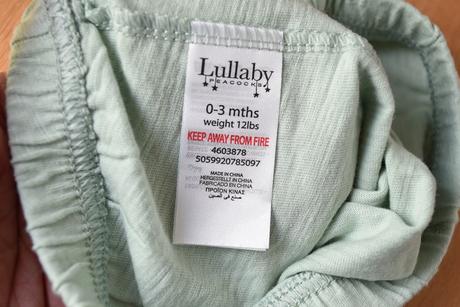 Lullaby
PEACOCKS
0-3 mths
weight 12lbs
KEEP AWAY FROM FIRE
4603878
5059920785097
MADE IN CHINA
HERGESTELLT IN CHINA
FABRICADO EN CHINA
ΠΡΟΪΟΝ ΚΙΝΑΣ
صنع في الصين